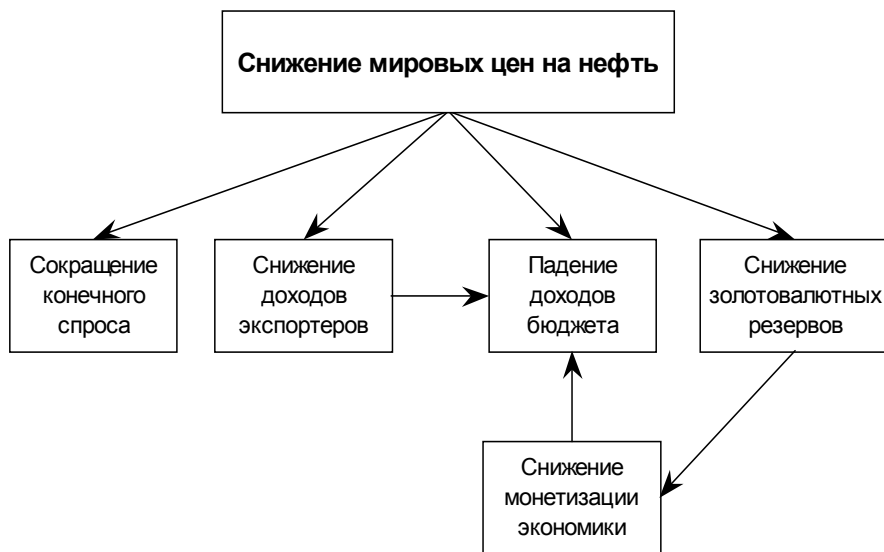 Снижение мировых цен на нефть
Сокращение
конечного
спроса
Снижение
доходов
экспортеров
Падение
доходов
бюджета
Снижение
золотовалютных
резервов
Снижение
монетизации
экономики